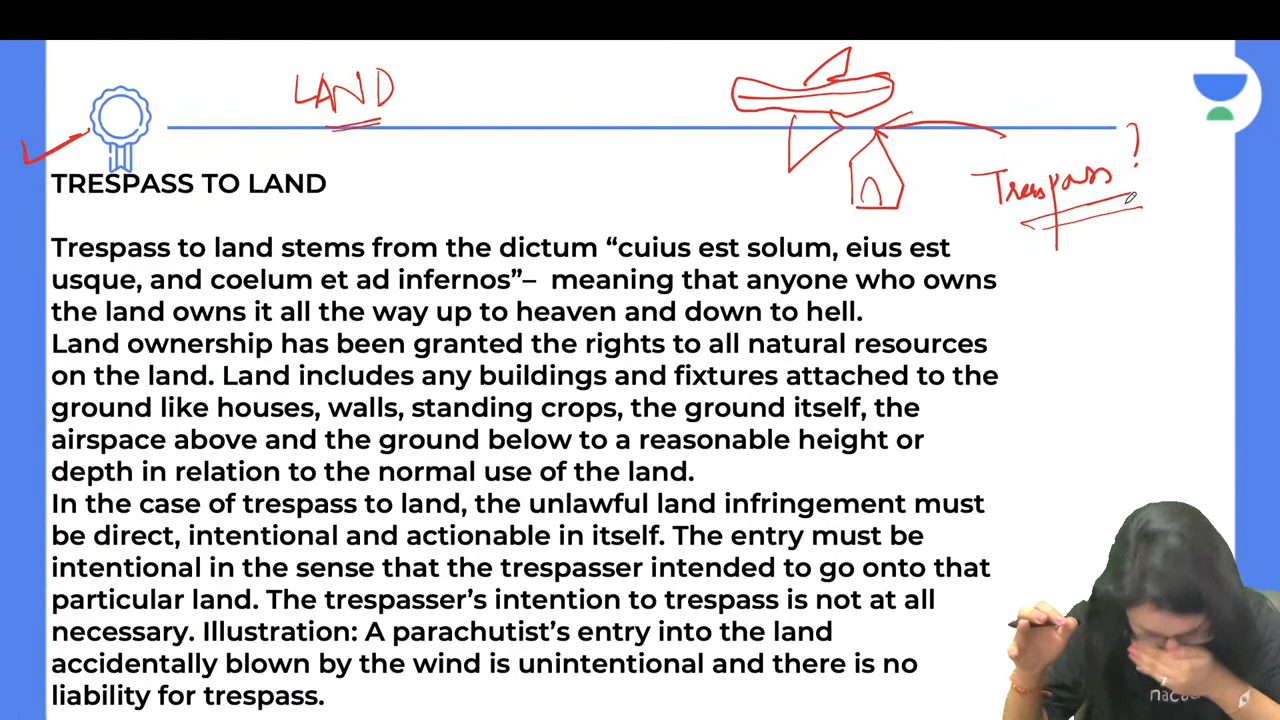 LAND
Trespass ?
TRESPASS TO LAND
Trespass to land stems from the dictum “cuius est solum, eius est
usque, and coelum et ad infernos”– meaning that anyone who owns
the land owns it all the way up to heaven and down to hell.
Land ownership has been granted the rights to all natural resources
on the land. Land includes any buildings and fixtures attached to the
ground like houses, walls, standing crops, the ground itself, the
airspace above and the ground below to a reasonable height or
depth in relation to the normal use of the land.
In the case of trespass to land, the unlawful land infringement must
be direct, intentional and actionable in itself. The entry must be
intentional in the sense that the trespasser intended to go onto that
particular land. The trespasser’s intention to trespass is not at all
necessary. Illustration: A parachutist’s entry into the land
accidentally blown by the wind is unintentional and there is no
liability for trespass.